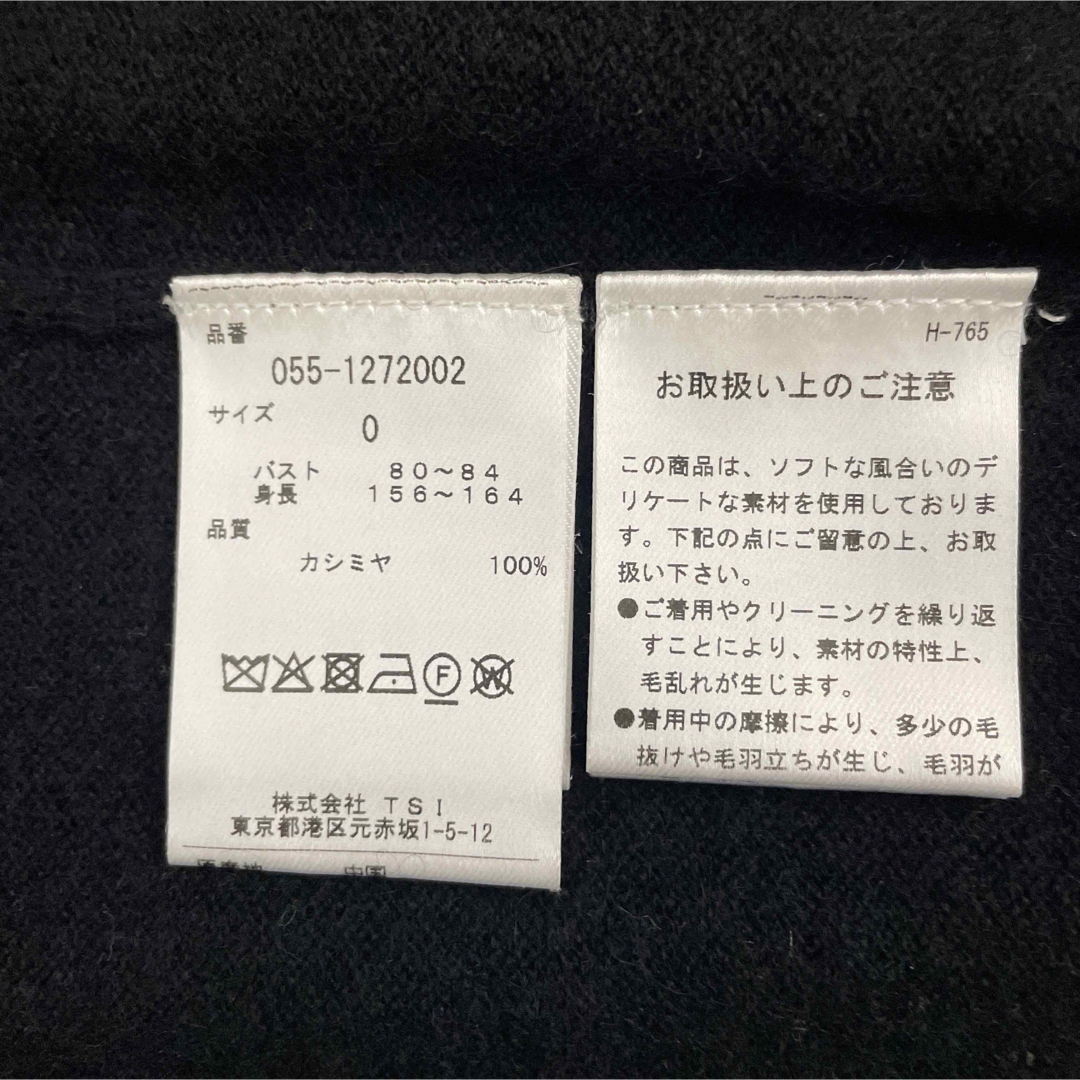 品番
055-1272002
サイズ
0
バスト 80～84
身長 156～164
品質
カシミヤ 100%
F
W
株式会社 TSI
東京都港区元赤坂1-5-12
原産地 中国
H-765
お取扱い上のご注意
この商品は、ソフトな風合いのデ
リケートな素材を使用しておりま
す。下記の点にご留意の上、お取
扱い下さい。
●ご着用やクリーニングを繰り返
すことにより、素材の特性上、
毛乱れが生じます。
●着用中の摩擦により、多少の毛
抜けや毛羽立ちが生じ、毛羽が